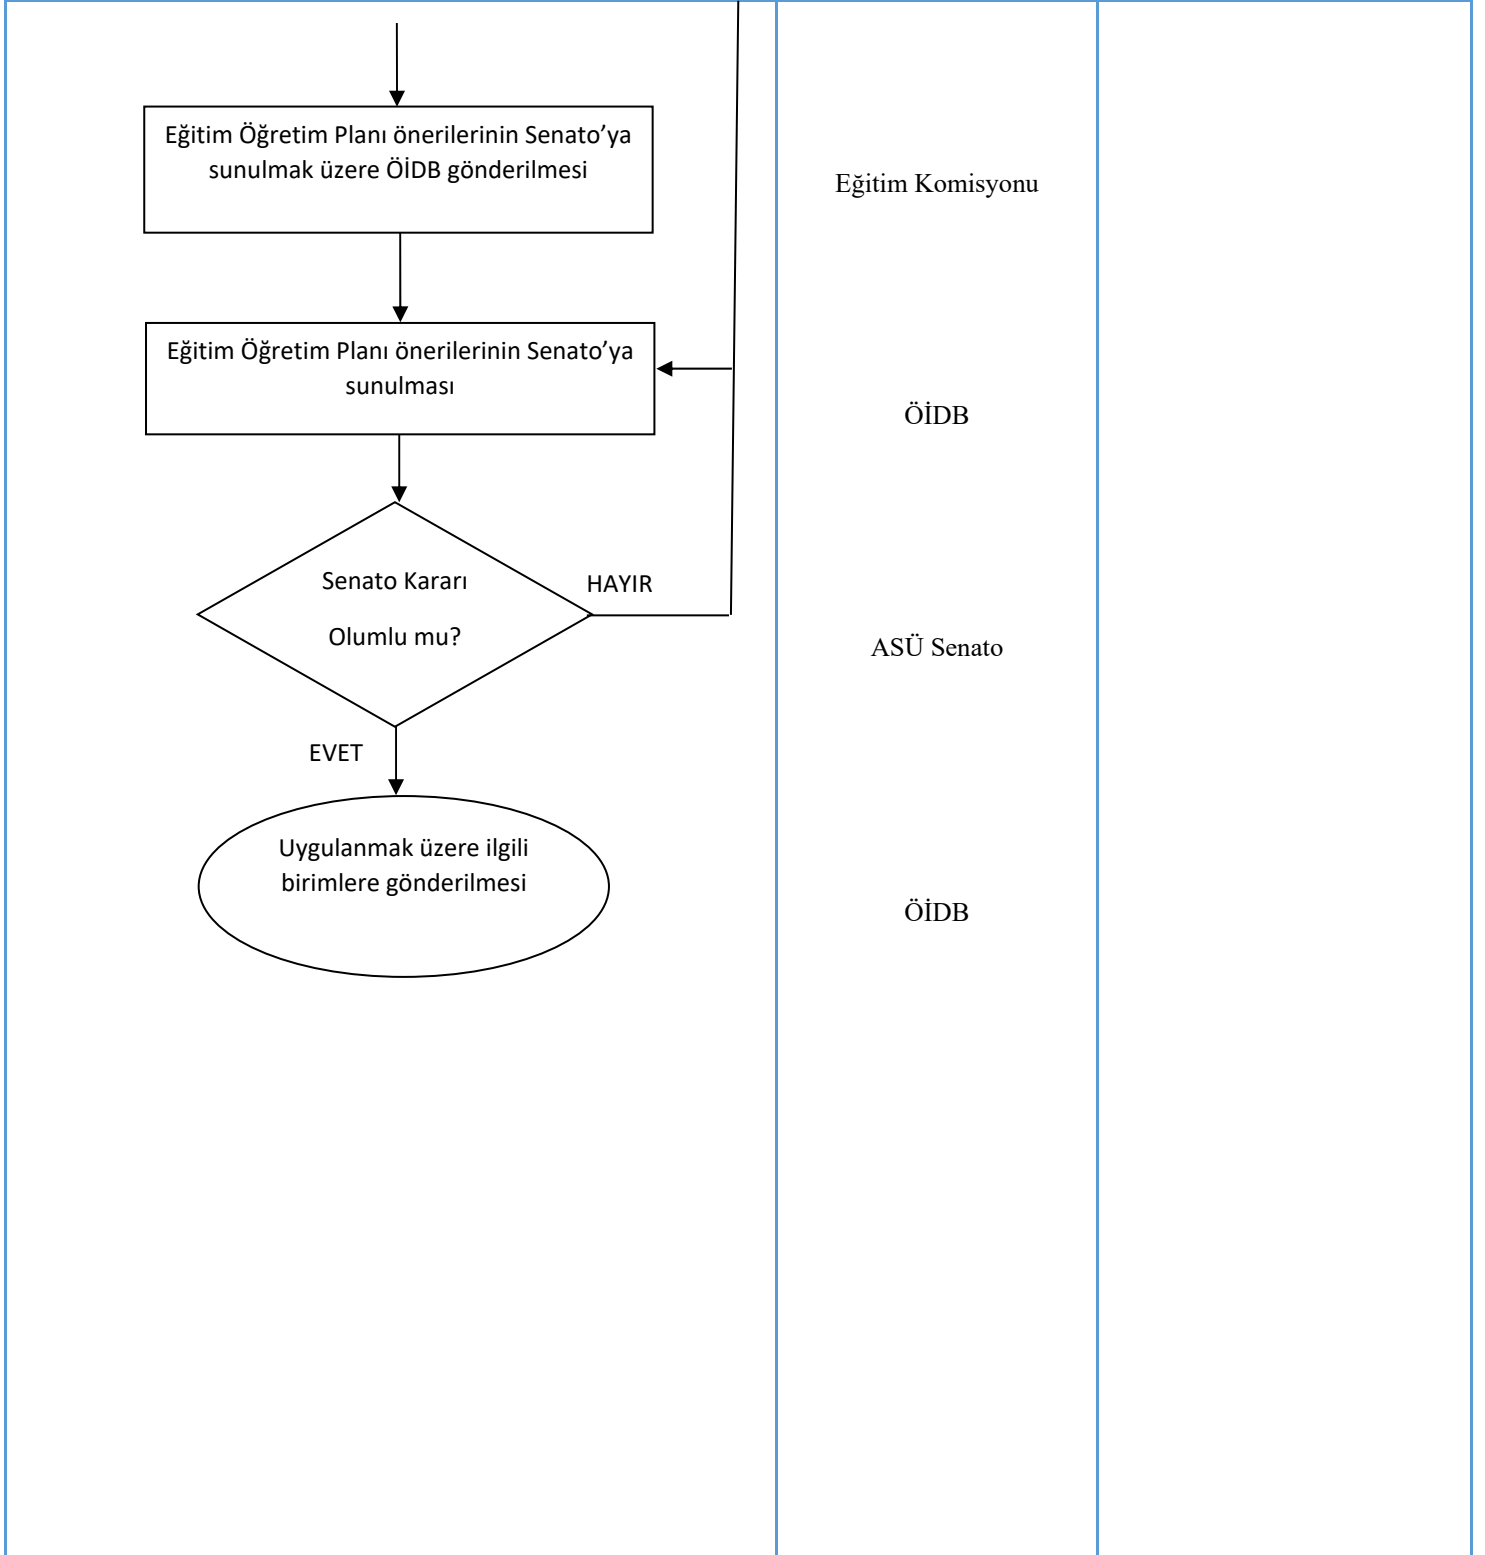 Eğitim Öğretim Planı önerilerinin Senato’ya
sunulmak üzere ÖİDB gönderilmesi
Eğitim Komisyonu
Eğitim Öğretim Planı önerilerinin Senato’ya
sunulması
ÖİDB
Senato Kararı
Olumlu mu?
HAYIR
ASÜ Senato
EVET
Uygulanmak üzere ilgili
birimlere gönderilmesi
ÖİDB